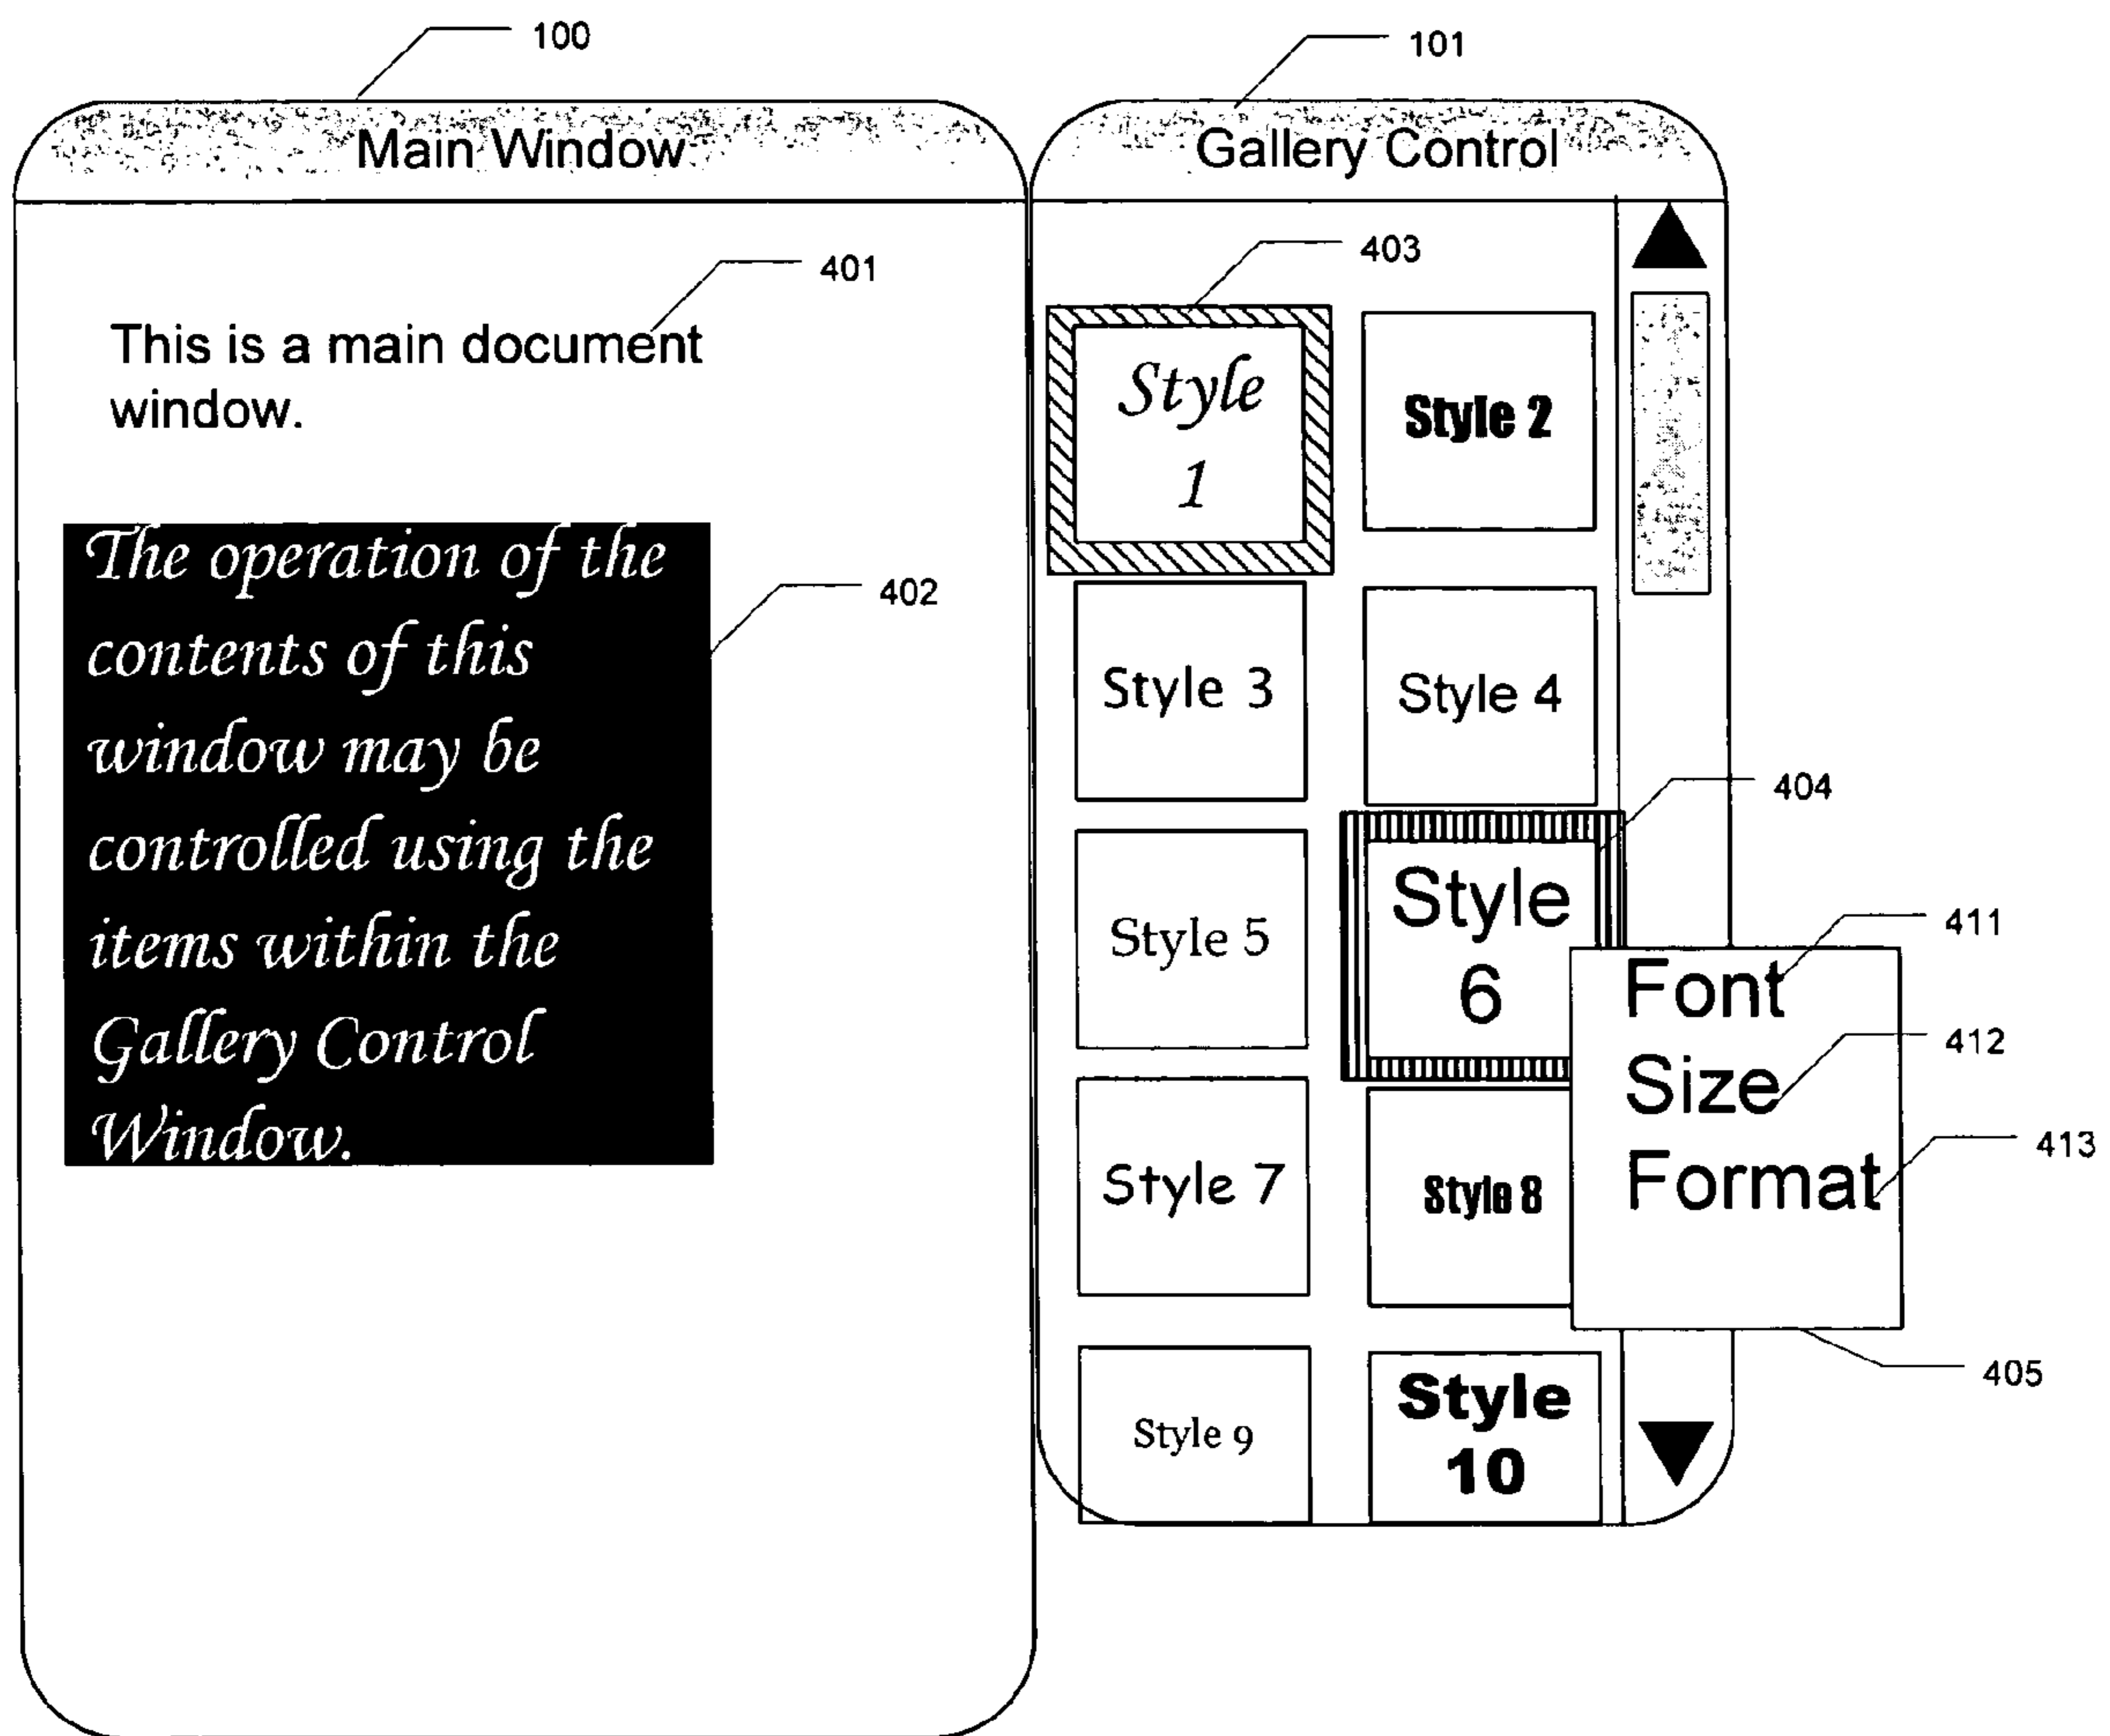 100
101
Main Window
Gallery Control
401
This is a main document
window.
402
The operation of the
contents of this
window may be
controlled using the
items within the
Gallery Control
Window.
403
Style
1
Style 2
Style 3
Style 4
404
Style 5
Style
6
411
Font
412
Size
413
Format
Style 7
Style 8
405
Style 9
Style
10